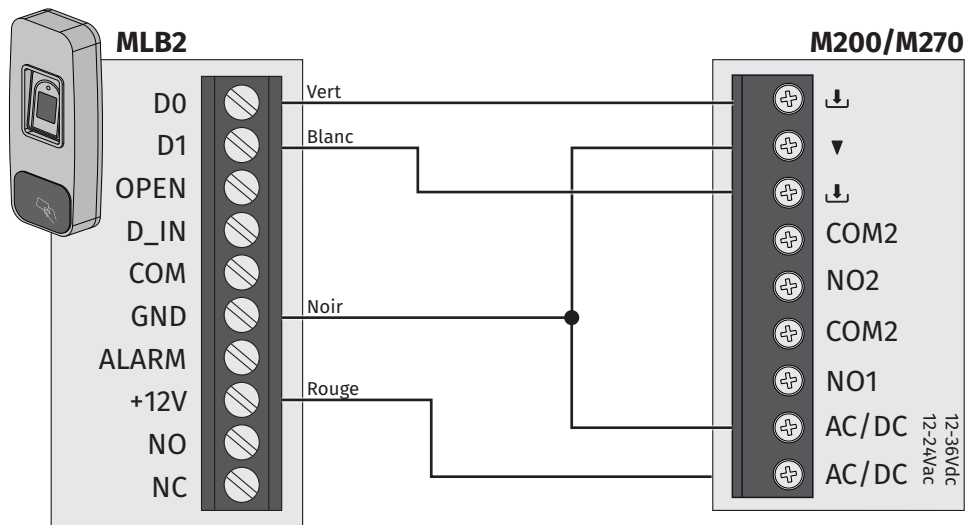 MLB2
M200/M270
D0
D1
OPEN
D_IN
COM
GND
ALARM
+12V
NO
NC
Vert
Blanc
Noir
Rouge
COM2
NO2
COM2
NO1
AC/DC
AC/DC
12-36Vdc
12-24Vac